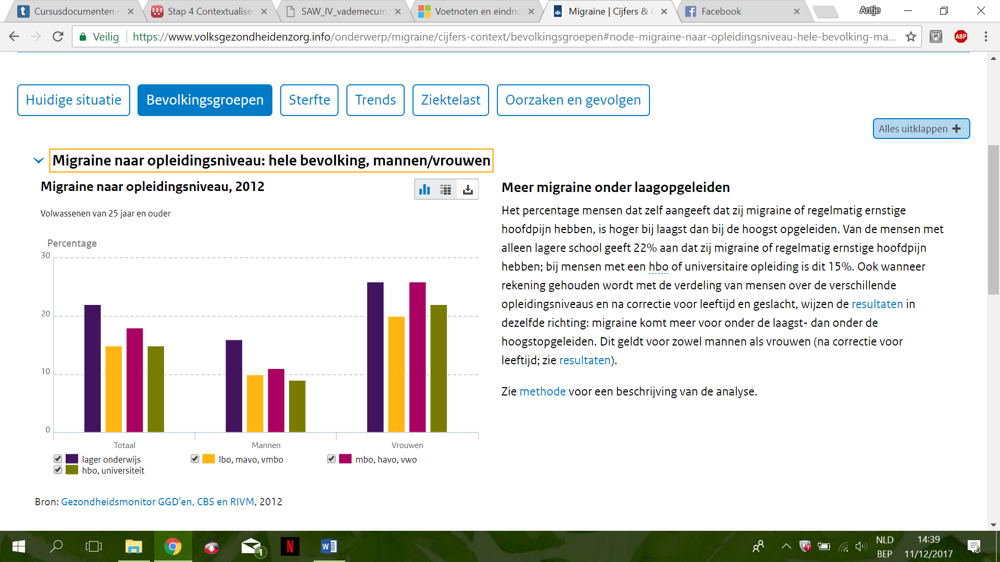 Cursusdocumenten –
Stap 4 Contextualise
SAW_IV_vademecum
Voetnoten en eindno
Migraine | Cijfers & C
Facebook
Antje
Veilig
https://www.volksgezondheidenzorg.info/onderwerp/migraine/cijfers-context/bevolkingsgroepen#node-migraine-naar-opleidingsniveau-hele-bevolking-ma...
ABP
Huidige situatie
Bevolkingsgroepen
Sterfte
Trends
Ziektelast
Oorzaken en gevolgen
Alles uitklappen
Migraine naar opleidingsniveau: hele bevolking, mannen/vrouwen
Migraine naar opleidingsniveau, 2012
Volwassenen van 25 jaar en ouder
Percentage
30
20
10
0
Totaal
Mannen
Vrouwen
lager onderwijs
lbo, mavo, vmbo
mbo, havo, vwo
hbo, universiteit
Bron: Gezondheidsmonitor GGD'en, CBS en RIVM, 2012
Meer migraine onder laagopgeleiden
Het percentage mensen dat zelf aangeeft dat zij migraine of regelmatig ernstige
hoofdpijn hebben, is hoger bij laagst dan bij de hoogst opgeleiden. Van de mensen met
alleen lagere school geeft 22% aan dat zij migraine of regelmatig ernstige hoofdpijn
hebben; bij mensen met een hbo of universitaire opleiding is dit 15%. Ook wanneer
rekening gehouden wordt met de verdeling van mensen over de verschillende
opleidingsniveaus en na correctie voor leeftijd en geslacht, wijzen de resultaten in
dezelfde richting: migraine komt meer voor onder de laagst- dan onder de
hoogstopgeleiden. Dit geldt voor zowel mannen als vrouwen (na correctie voor
leeftijd; zie resultaten).
Zie methode voor een beschrijving van de analyse.
1
N
W
NLD
BEP
14:39
11/12/2017